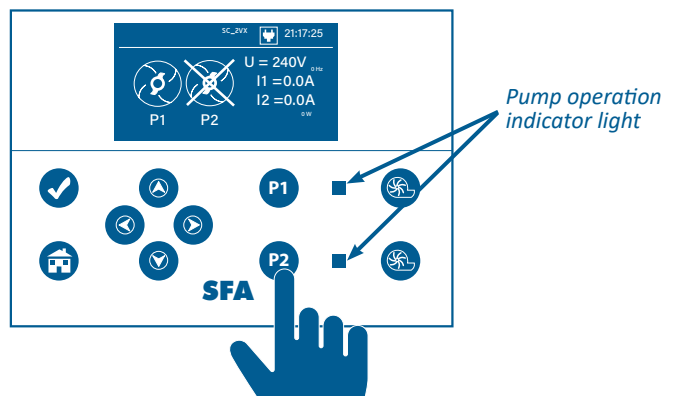 SC_2VX 21:17:25
U = 240V 0 Hz
I1 =0.0A
I2 =0.0A
0 W
P1 P2
Pump operation
indicator light
P1
P2
SFA